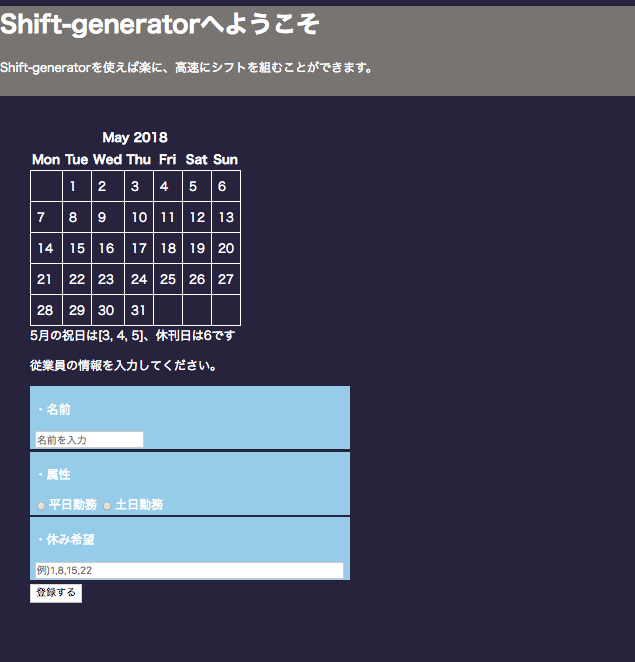 Shift-generatorへようこそ
Shift-generatorを使えば楽に、高速にシフトを組むことができます。
May 2018
Mon Tue Wed Thu Fri Sat Sun
1 2 3 4 5 6
7 8 9 10 11 12 13
14 15 16 17 18 19 20
21 22 23 24 25 26 27
28 29 30 31
5月の祝日は[3, 4, 5]、休刊日は6です
従業員の情報を入力してください。
・名前
名前を入力
・属性
平日勤務 土日勤務
・休み希望
例)1,8,15,22
登録する